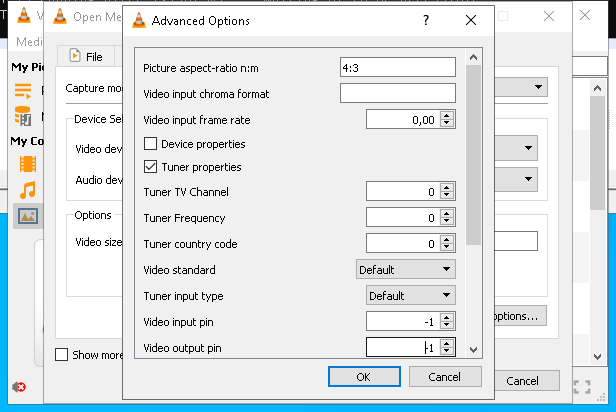 Advanced Options
?
Open Me
Medi
File
My Pi
Picture aspect-ratio n:m 4:3
Capture mo
Video input chroma format
Video input frame rate 0,00
Device Sel
Device properties
My Co
Video dev
Tuner properties
Audio dev
Tuner TV Channel 0
Options
Tuner Frequency 0
Video size
Tuner country code 0
Video standard Default
Tuner input type Default
Video input pin -1
ptions...
Video output pin -1
Show more
OK
Cancel
Cancel